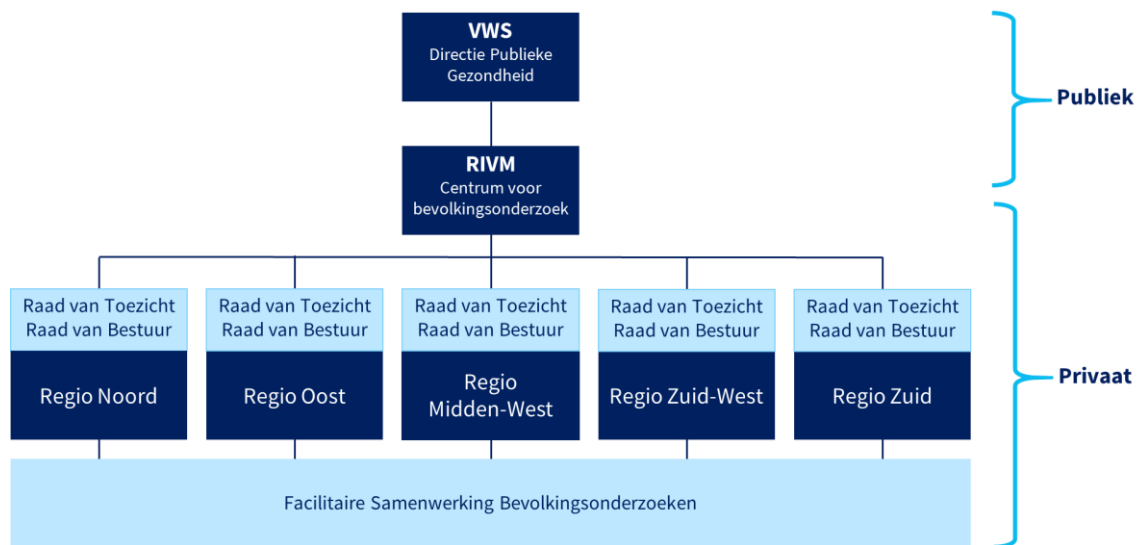 VWS
Directie Publieke
Gezondheid
Publiek
RIVM
Centrum voor
bevolkingsonderzoek
Raad van Toezicht
Raad van Bestuur
Regio Noord
Raad van Toezicht
Raad van Bestuur
Regio Oost
Raad van Toezicht
Raad van Bestuur
Regio
Midden-West
Raad van Toezicht
Raad van Bestuur
Regio Zuid-West
Raad van Toezicht
Raad van Bestuur
Regio Zuid
Privaat
Facilitaire Samenwerking Bevolkingsonderzoeken